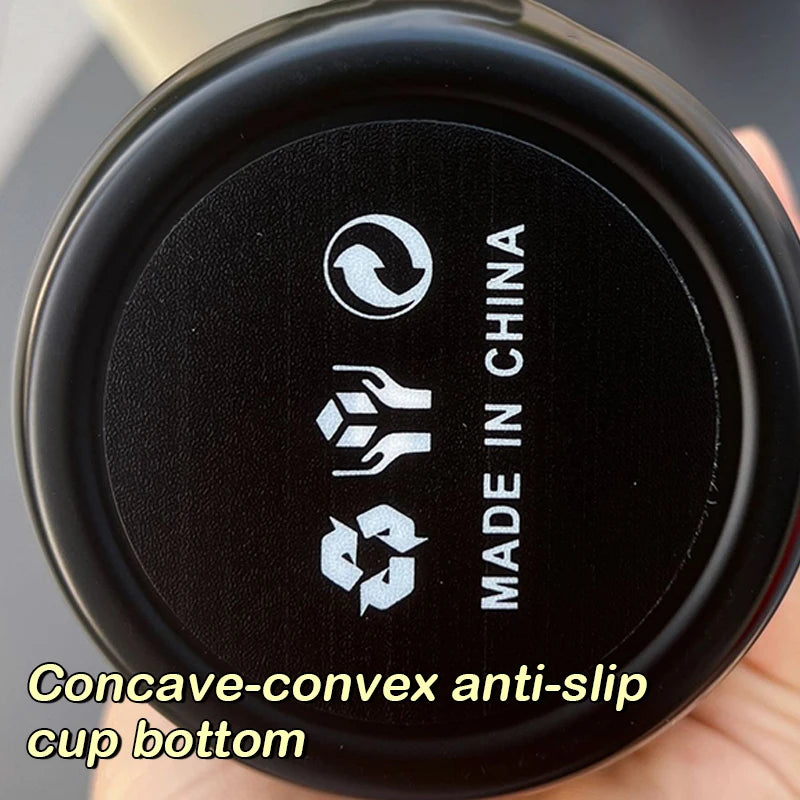 MADE IN CHINA
Concave-convex anti-slip
cup bottom